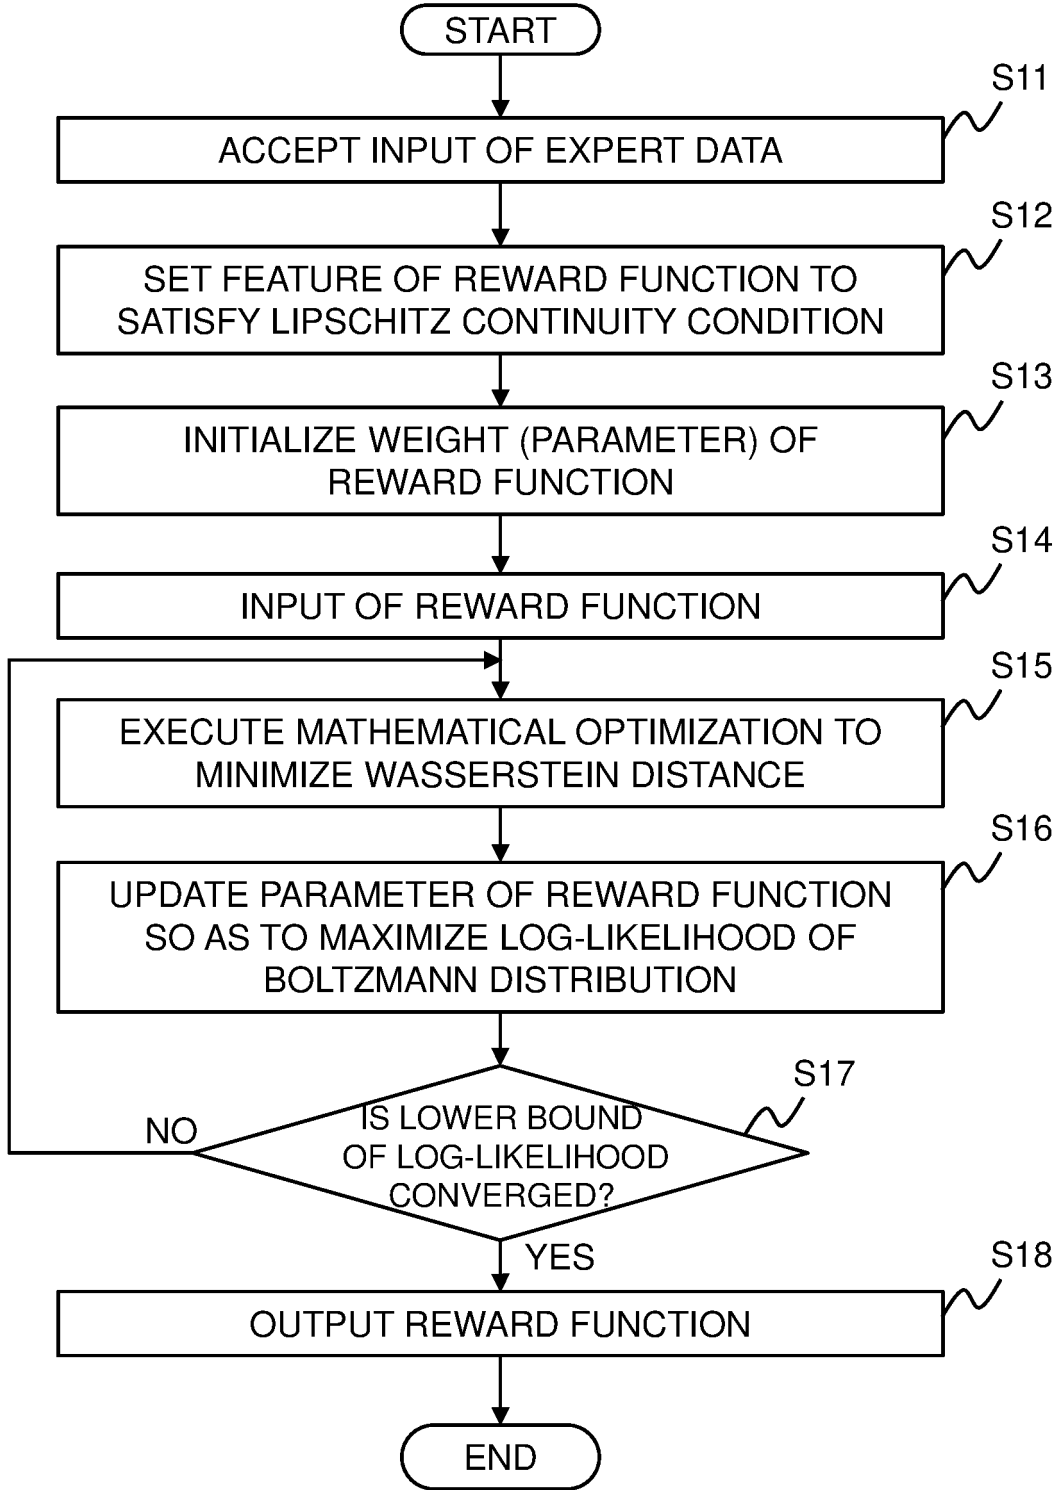 START
S11
ACCEPT INPUT OF EXPERT DATA
S12
SET FEATURE OF REWARD FUNCTION TO
SATISFY LIPSCHITZ CONTINUITY CONDITION
S13
INITIALIZE WEIGHT (PARAMETER) OF
REWARD FUNCTION
S14
INPUT OF REWARD FUNCTION
S15
EXECUTE MATHEMATICAL OPTIMIZATION TO
MINIMIZE WASSERSTEIN DISTANCE
S16
UPDATE PARAMETER OF REWARD FUNCTION
SO AS TO MAXIMIZE LOG-LIKELIHOOD OF
BOLTZMANN DISTRIBUTION
S17
NO
IS LOWER BOUND
OF LOG-LIKELIHOOD
CONVERGED?
YES
S18
OUTPUT REWARD FUNCTION
END